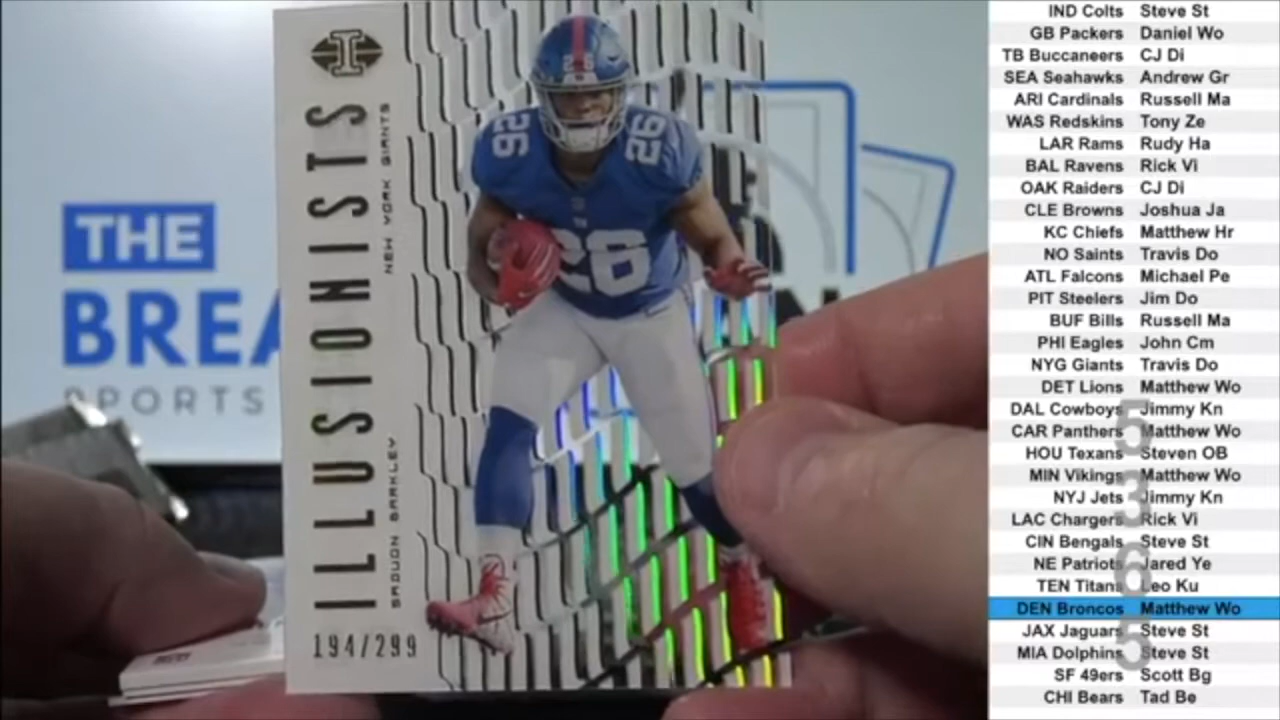 I
ILLUSIONISTS
NEW YORK GIANTS
SAQUON BARKLEY
194/299
26
26
26
26
THE
BREA
SPORTS
IND Colts Steve St
GB Packers Daniel Wo
TB Buccaneers CJ Di
SEA Seahawks Andrew Gr
ARI Cardinals Russell Ma
WAS Redskins Tony Ze
LAR Rams Rudy Ha
BAL Ravens Rick Vi
OAK Raiders CJ Di
CLE Browns Joshua Ja
KC Chiefs Matthew Hr
NO Saints Travis Do
ATL Falcons Michael Pe
PIT Steelers Jim Do
BUF Bills Russell Ma
PHI Eagles John Cm
NYG Giants Travis Do
DET Lions Matthew Wo
DAL Cowboys Jimmy Kn
CAR Panthers Matthew Wo
HOU Texans Steven OB
MIN Vikings Matthew Wo
NYJ Jets Jimmy Kn
LAC Chargers Rick Vi
CIN Bengals Steve St
NE Patriots Jared Ye
TEN Titans Leo Ku
DEN Broncos Matthew Wo
JAX Jaguars Steve St
MIA Dolphins Steve St
SF 49ers Scott Bg
CHI Bears Tad Be
5365